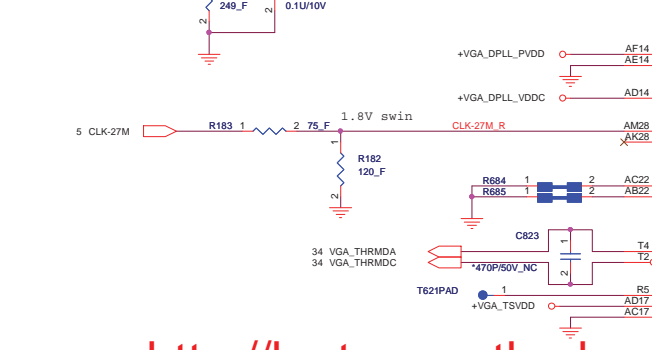 249_F
0.1U/10V
2
2
+VGA_DPLL_PVDD
AF14
AE14
+VGA_DPLL_VDDC
AD14
1.8V swin
5 CLK-27M
R183 1
2 75_F
CLK-27M_R
AM28
AK28
1
R182
120_F
2
R684 1
2
AC22
R685 1
2
AB22
C823
1
34 VGA_THRMDA
T4
34 VGA_THRMDC
T2
*470P/50V_NC
2
T621PAD
1
R5
+VGA_TSVDD
AD17
AC17